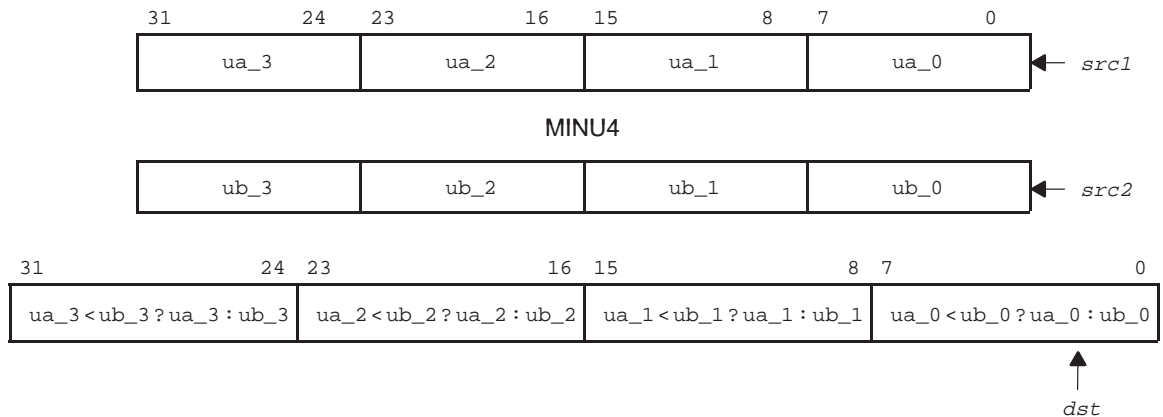 31 24 23 16 15 8 7 0
ua_3 ua_2 ua_1 ua_0 src1
MINU4
ub_3 ub_2 ub_1 ub_0 src2
31 24 23 16 15 8 7 0
ua_3<ub_3?ua_3:ub_3 ua_2<ub_2?ua_2:ub_2 ua_1<ub_1?ua_1:ub_1 ua_0<ub_0?ua_0:ub_0
dst